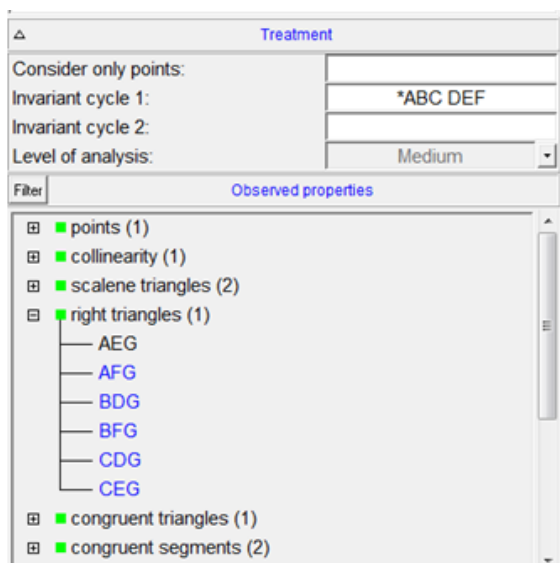 Treatment
Consider only points:
Invariant cycle 1: *ABC DEF
Invariant cycle 2:
Level of analysis: Medium
Filter Observed properties
points (1)
collinearity (1)
scalene triangles (2)
right triangles (1)
AEG
AFG
BDG
BFG
CDG
CEG
congruent triangles (1)
congruent segments (2)